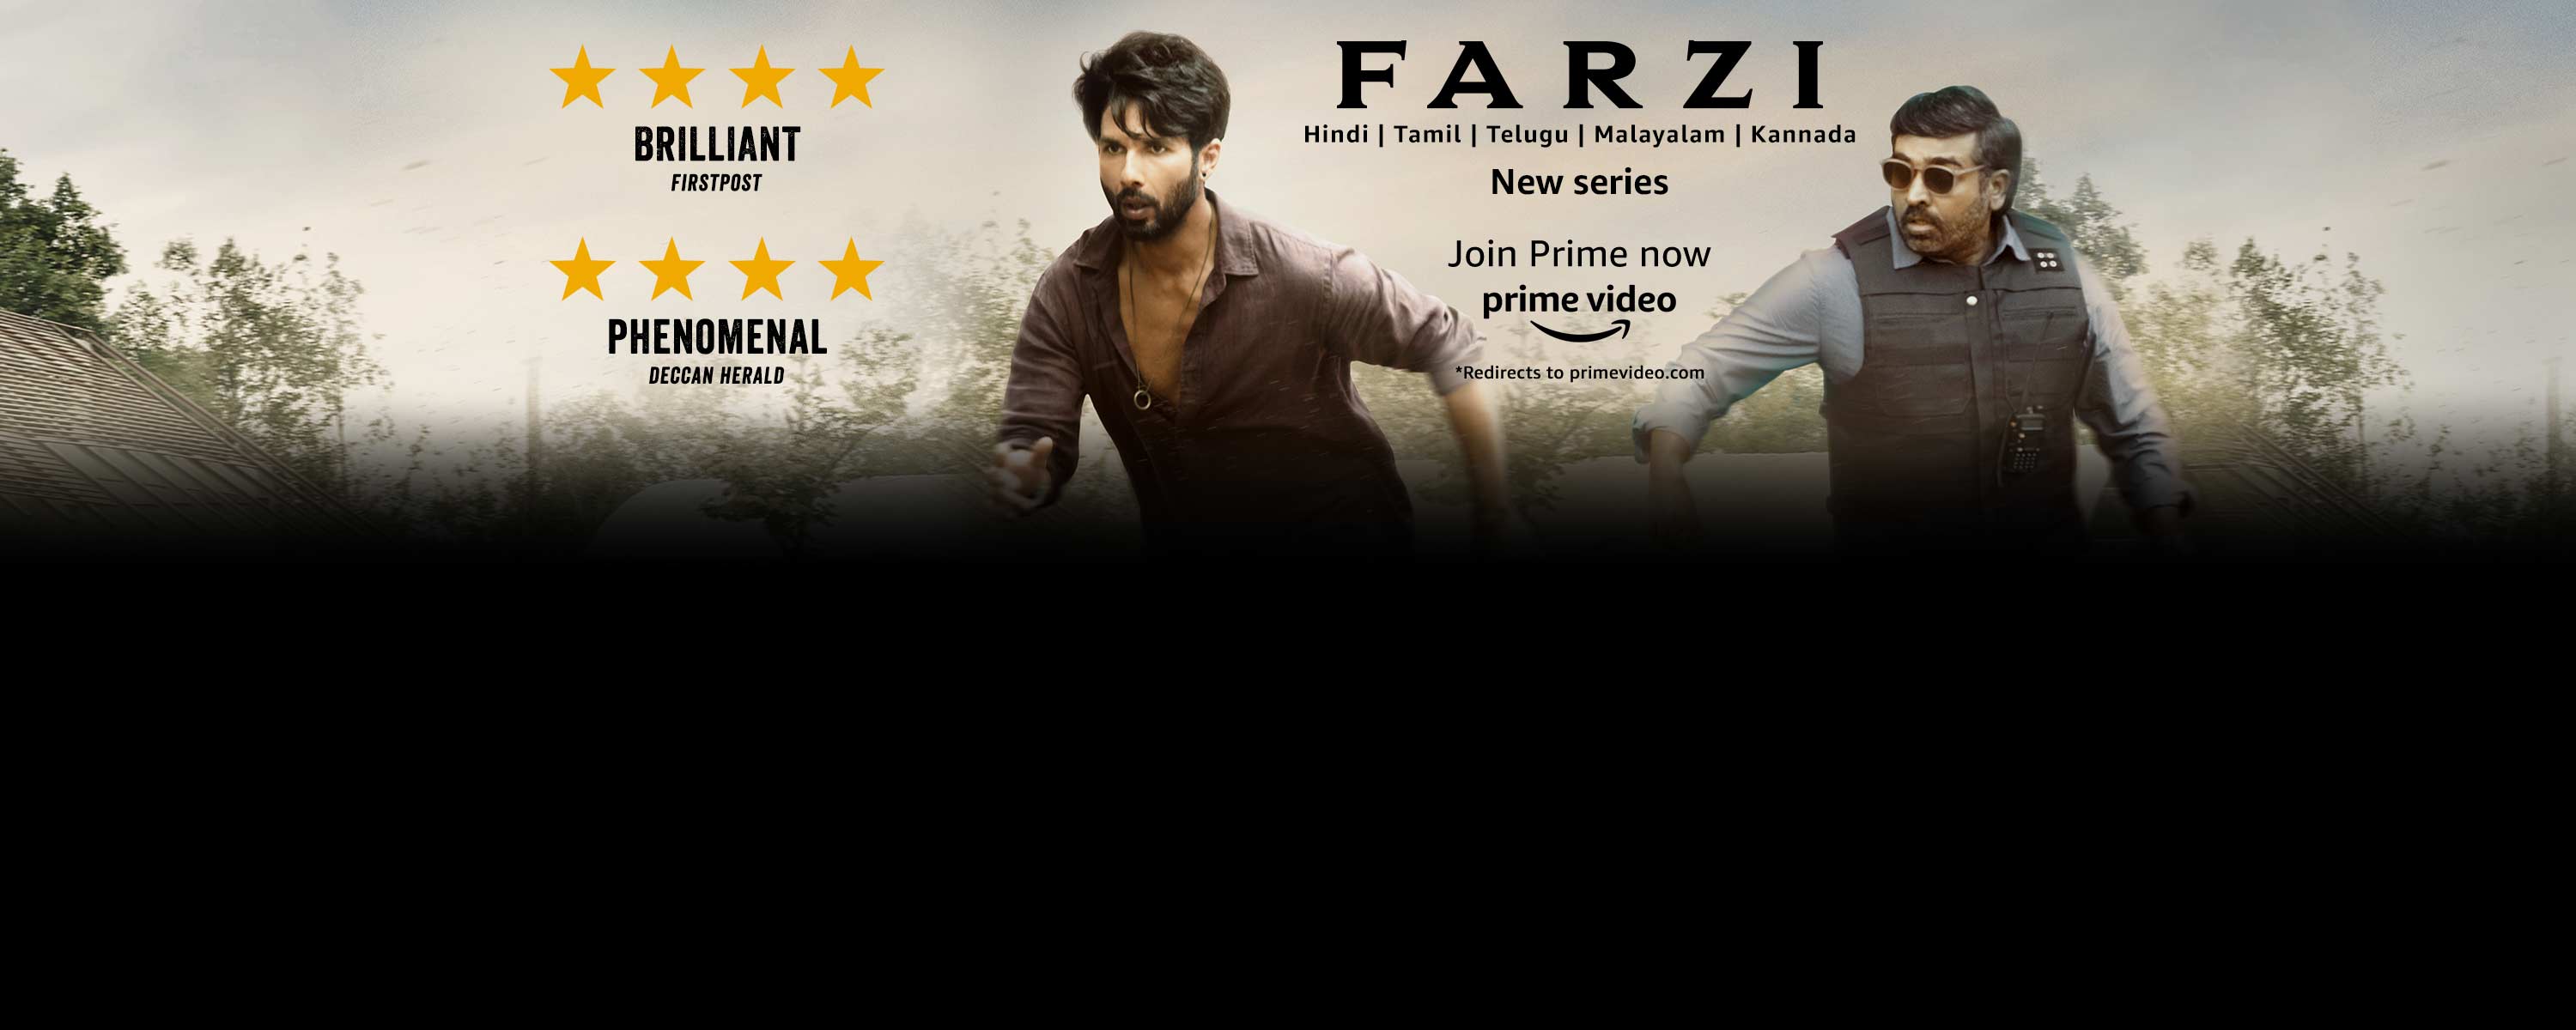 BRILLIANT
FIRSTPOST
PHENOMENAL
DECCAN HERALD
FARZI
Hindi | Tamil | Telugu | Malayalam | Kannada
New series
Join Prime now
prime video
*Redirects to primevideo.com